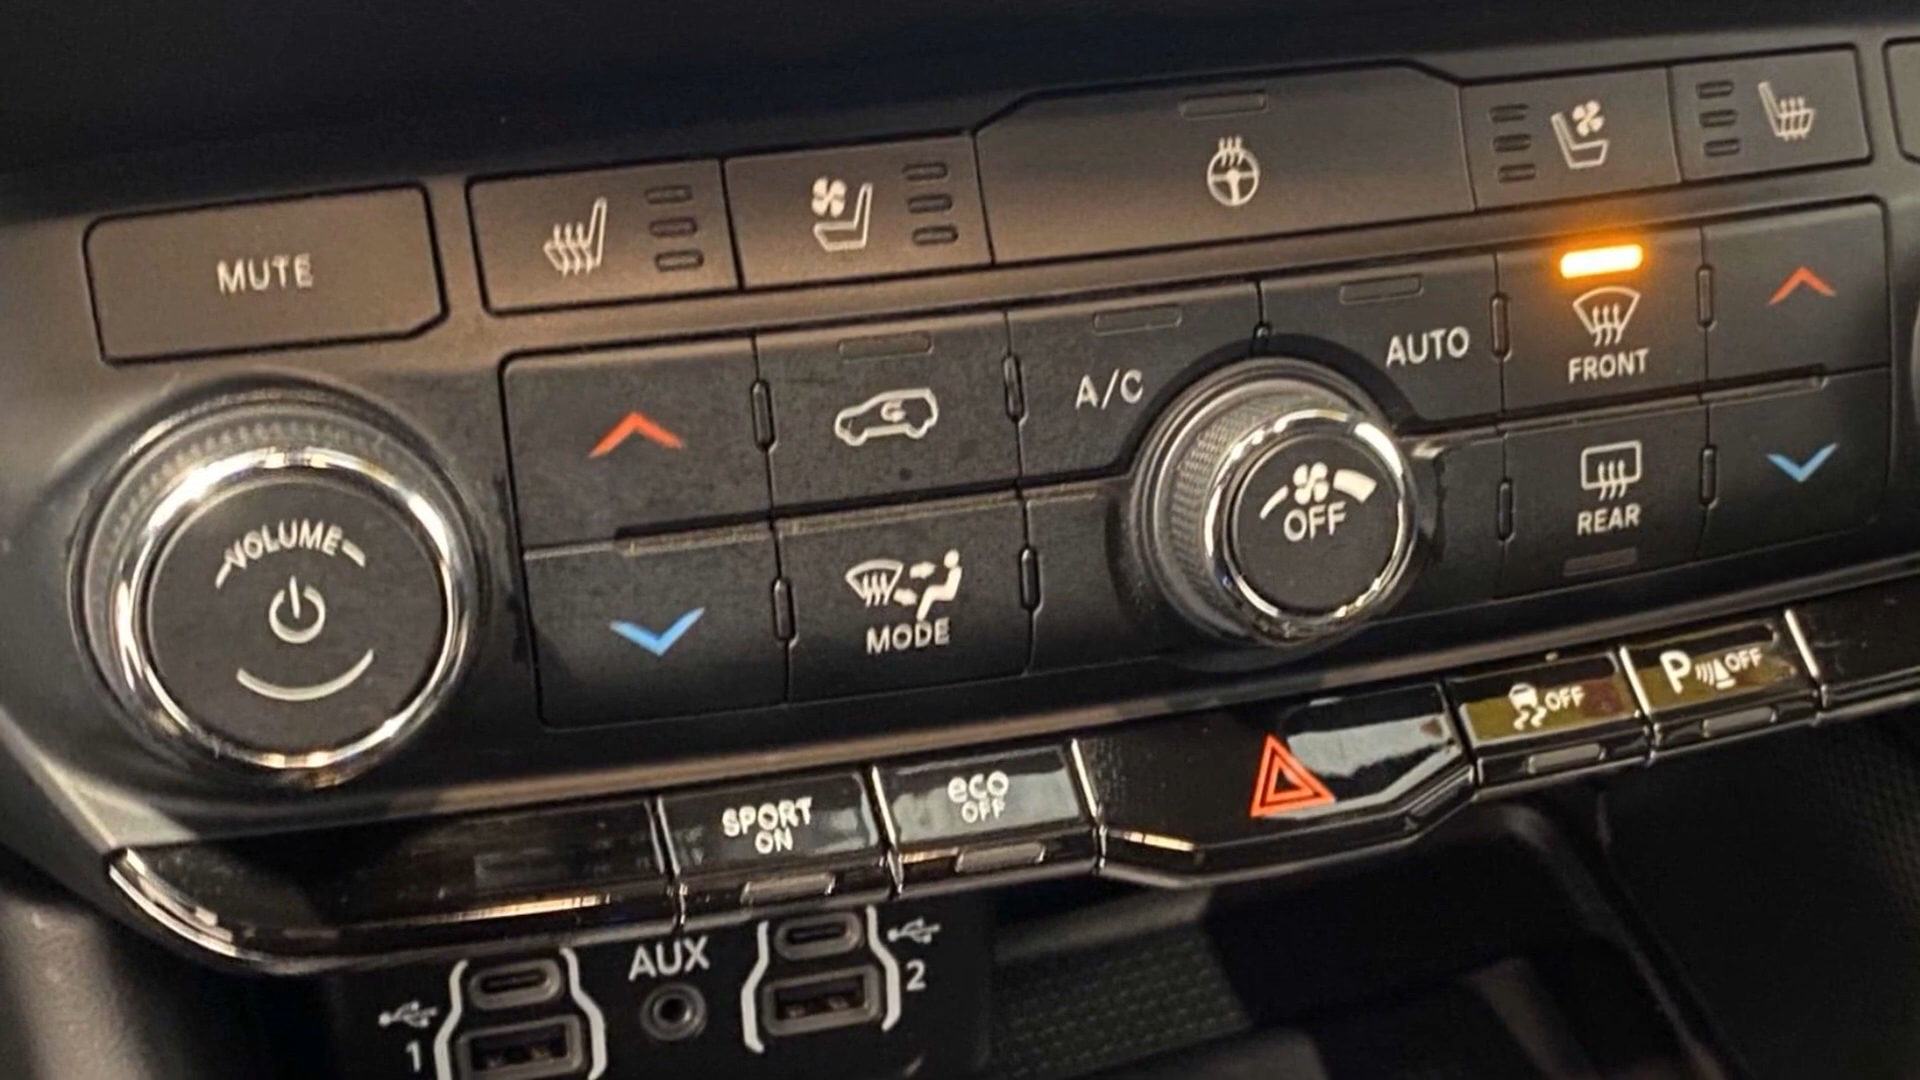 MUTE
A/C
AUTO
FRONT
VOLUME
OFF
REAR
MODE
SPORT
ON
eco
OFF
OFF
P OFF
AUX
1
2